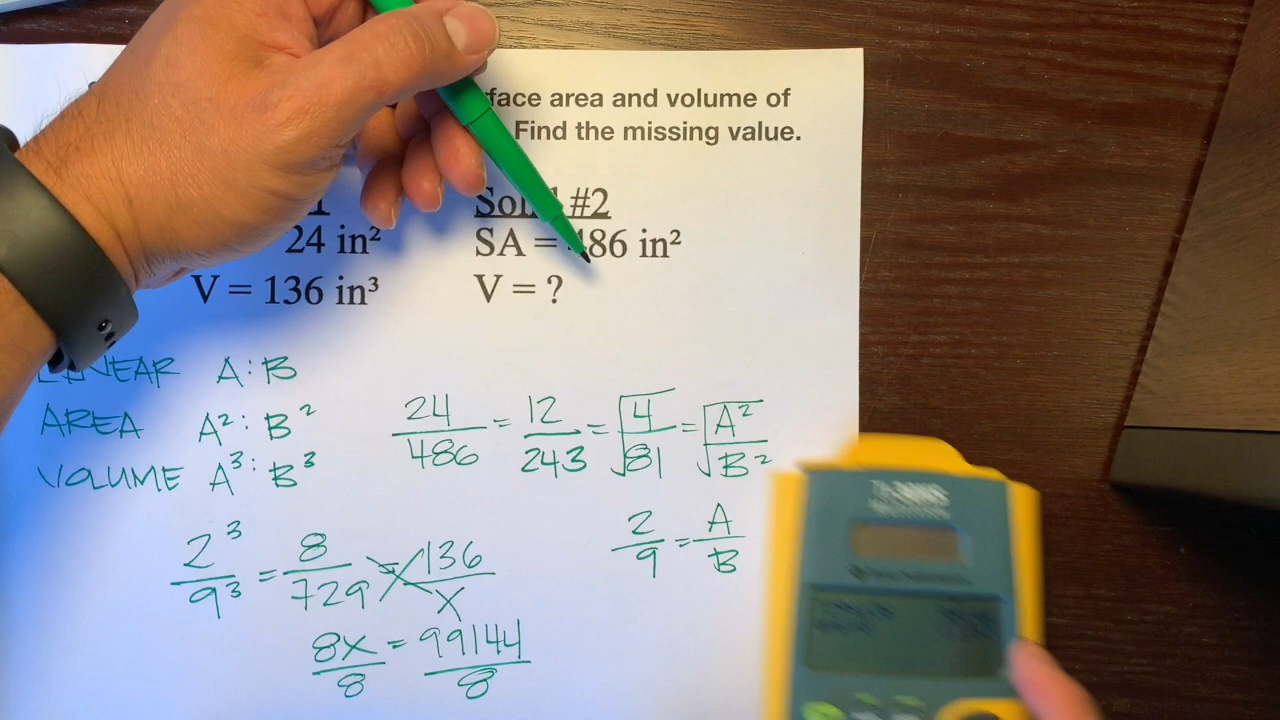 face area and volume of
Find the missing value.
#2
24 in²
SA = 486 in²
V = 136 in³
V = ?
LINEAR A:B
AREA A²:B²
VOLUME A³:B³
24/486 = 12/243 = √4/√81 = √A²/√B²
2/9 = A/B
2³/9³ = 8/729 = 136/X
8X/8 = 99144/8